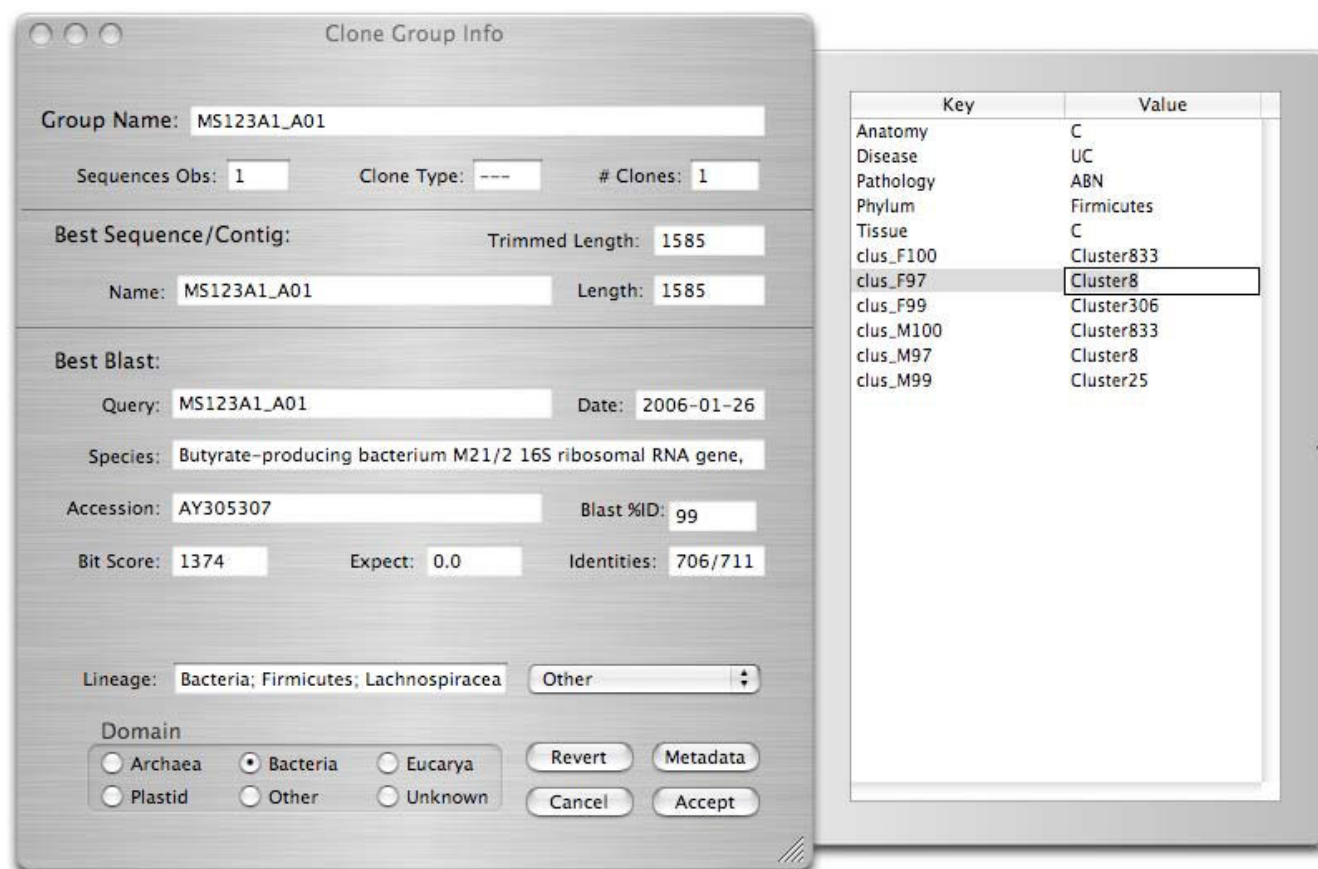 Clone Group Info
Group Name: MS123A1_A01
Sequences Obs: 1 Clone Type: --- # Clones: 1
Best Sequence/Contig: Trimmed Length: 1585
Name: MS123A1_A01 Length: 1585
Best Blast:
Query: MS123A1_A01 Date: 2006-01-26
Species: Butyrate-producing bacterium M21/2 16S ribosomal RNA gene,
Accession: AY305307 Blast %ID: 99
Bit Score: 1374 Expect: 0.0 Identities: 706/711
Lineage: Bacteria; Firmicutes; Lachnospiracea Other
Domain
Archaea Bacteria Eucarya
Plastid Other Unknown
Revert Metadata
Cancel Accept
Key Value
Anatomy C
Disease UC
Pathology ABN
Phylum Firmicutes
Tissue C
clus_F100 Cluster833
clus_F97 Cluster8
clus_F99 Cluster306
clus_M100 Cluster833
clus_M97 Cluster8
clus_M99 Cluster25